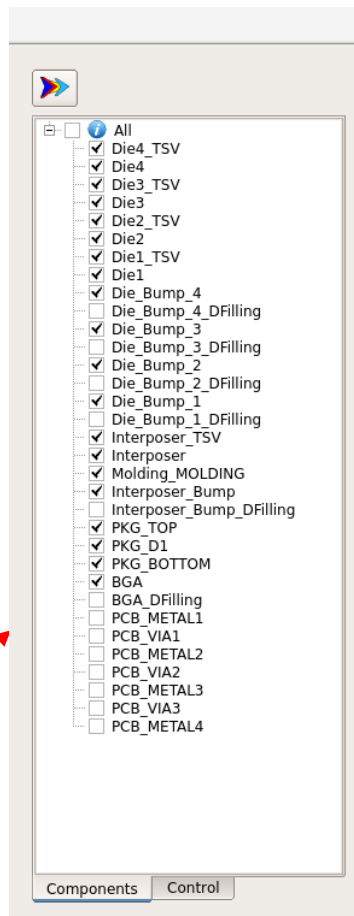 All
Die4_TSV
Die4
Die3_TSV
Die3
Die2_TSV
Die2
Die1_TSV
Die1
Die_Bump_4
Die_Bump_4_DFilling
Die_Bump_3
Die_Bump_3_DFilling
Die_Bump_2
Die_Bump_2_DFilling
Die_Bump_1
Die_Bump_1_DFilling
Interposer_TSV
Interposer
Molding_MOLDING
Interposer_Bump
Interposer_Bump_DFilling
PKG_TOP
PKG_D1
PKG_BOTTOM
BGA
BGA_DFilling
PCB_METAL1
PCB_VIA1
PCB_METAL2
PCB_VIA2
PCB_METAL3
PCB_VIA3
PCB_METAL4
Components Control